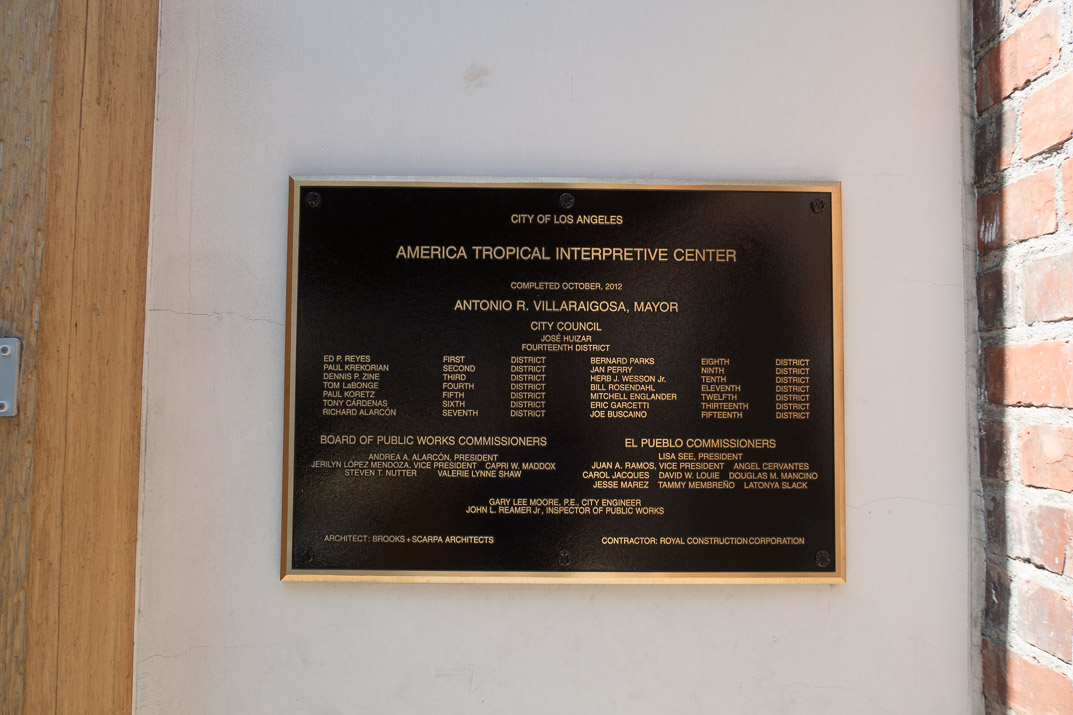 CITY OF LOS ANGELES
AMERICA TROPICAL INTERPRETIVE CENTER
COMPLETED OCTOBER, 2012
ANTONIO R. VILLARAIGOSA, MAYOR
CITY COUNCIL
JOSÉ HUIZAR
FOURTEENTH DISTRICT
ED P. REYES FIRST DISTRICT
PAUL KREKORIAN SECOND DISTRICT
DENNIS P. ZINE THIRD DISTRICT
TOM LaBONGE FOURTH DISTRICT
PAUL KORETZ FIFTH DISTRICT
TONY CÁRDENAS SIXTH DISTRICT
RICHARD ALARCÓN SEVENTH DISTRICT
BERNARD PARKS EIGHTH DISTRICT
JAN PERRY NINTH DISTRICT
HERB J. WESSON Jr. TENTH DISTRICT
BILL ROSENDAHL ELEVENTH DISTRICT
MITCHELL ENGLANDER TWELFTH DISTRICT
ERIC GARCETTI THIRTEENTH DISTRICT
JOE BUSCAINO FIFTEENTH DISTRICT
BOARD OF PUBLIC WORKS COMMISSIONERS
ANDREA A. ALARCÓN, PRESIDENT
JERILYN LÓPEZ MENDOZA, VICE PRESIDENT CAPRI W. MADDOX
STEVEN T. NUTTER VALERIE LYNNE SHAW
EL PUEBLO COMMISSIONERS
LISA SEE, PRESIDENT
JUAN A. RAMOS, VICE PRESIDENT ANGEL CERVANTES
CAROL JACQUES DAVID W. LOUIE DOUGLAS M. MANCINO
JESSE MAREZ TAMMY MEMBREÑO LATONYA SLACK
GARY LEE MOORE, P.E., CITY ENGINEER
JOHN L. REAMER Jr, INSPECTOR OF PUBLIC WORKS
ARCHITECT: BROOKS + SCARPA ARCHITECTS
CONTRACTOR: ROYAL CONSTRUCTION CORPORATION